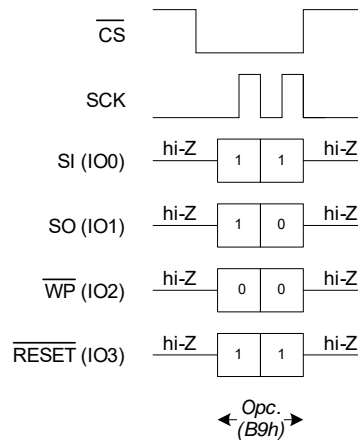 CS
SCK
hi-Z hi-Z
SI (IO0) 1 1
hi-Z hi-Z
SO (IO1) 1 0
hi-Z hi-Z
WP (IO2) 0 0
hi-Z hi-Z
RESET (IO3) 1 1
Opc.
(B9h)